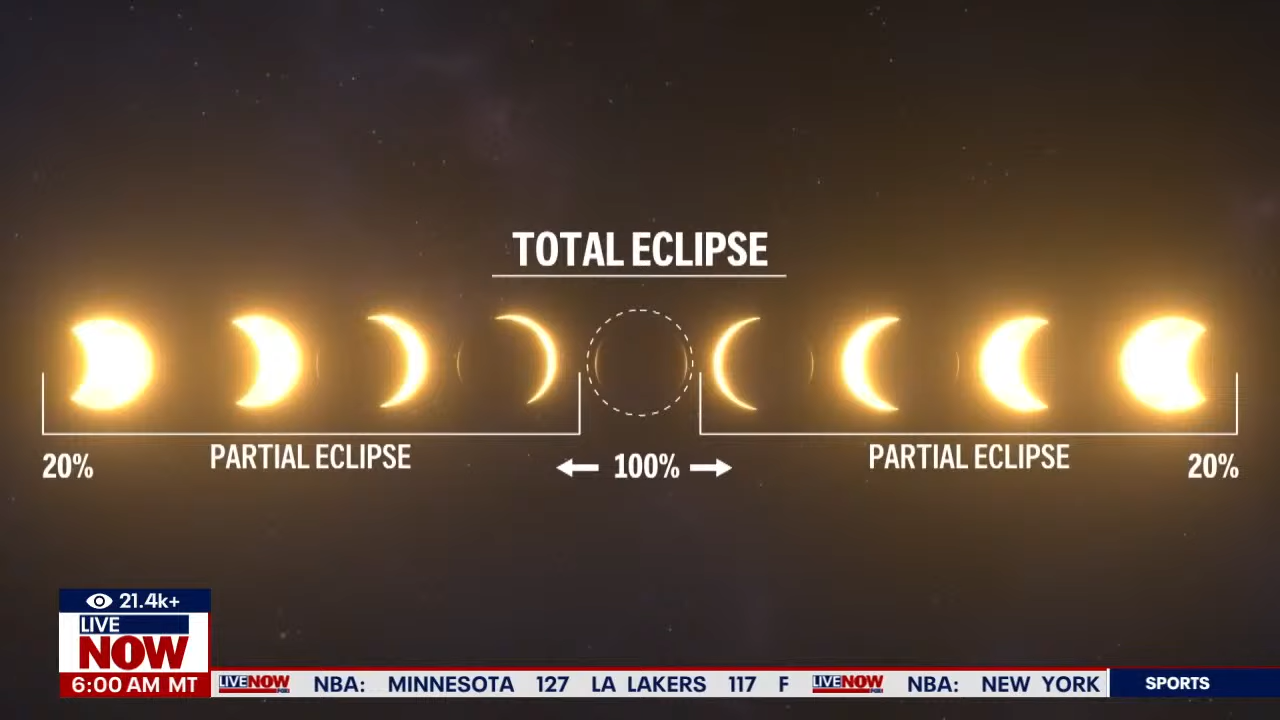 TOTAL ECLIPSE
PARTIAL ECLIPSE
PARTIAL ECLIPSE
20%
100%
20%
21.4k+
LIVE
NOW
6:00 AM MT
LIVENOW NBA: MINNESOTA 127 LA LAKERS 117 F LIVENOW NBA: NEW YORK
SPORTS